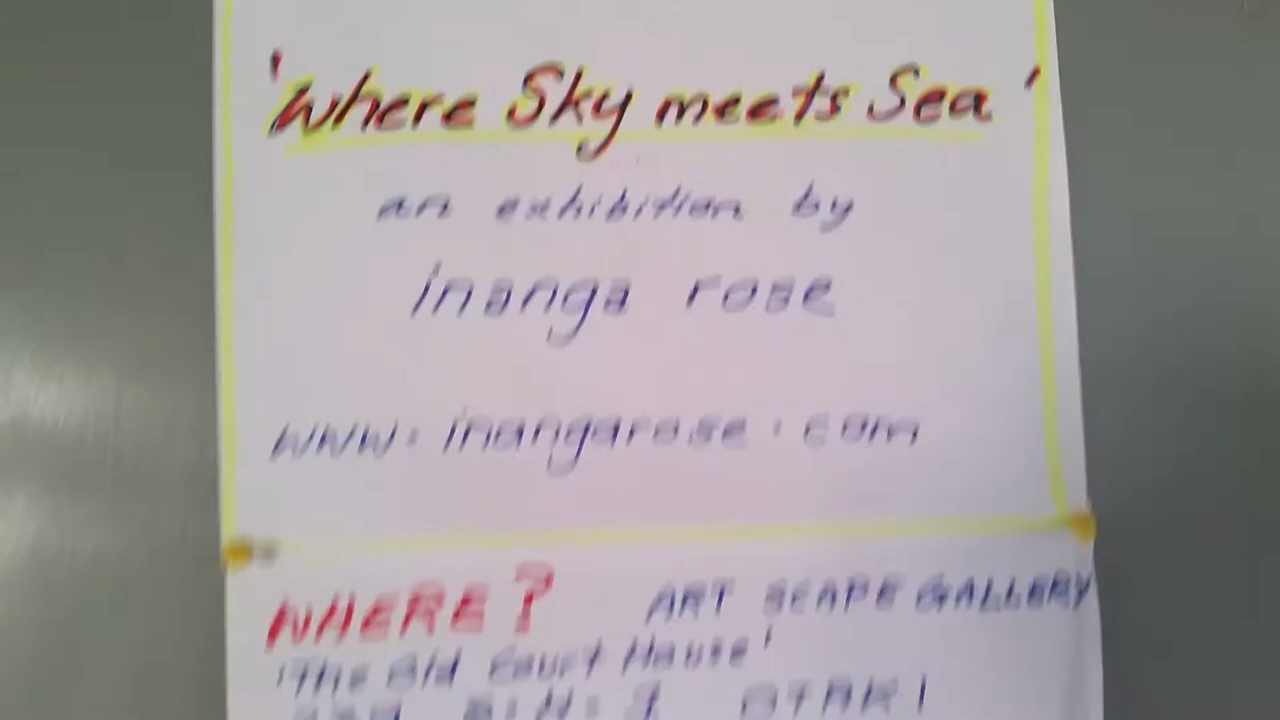 'Where Sky meets Sea'
an exhibition by
inanga rose
www.inangarose.com
WHERE? ART SCAPE GALLERY
'The Old Court House'
OTAKI